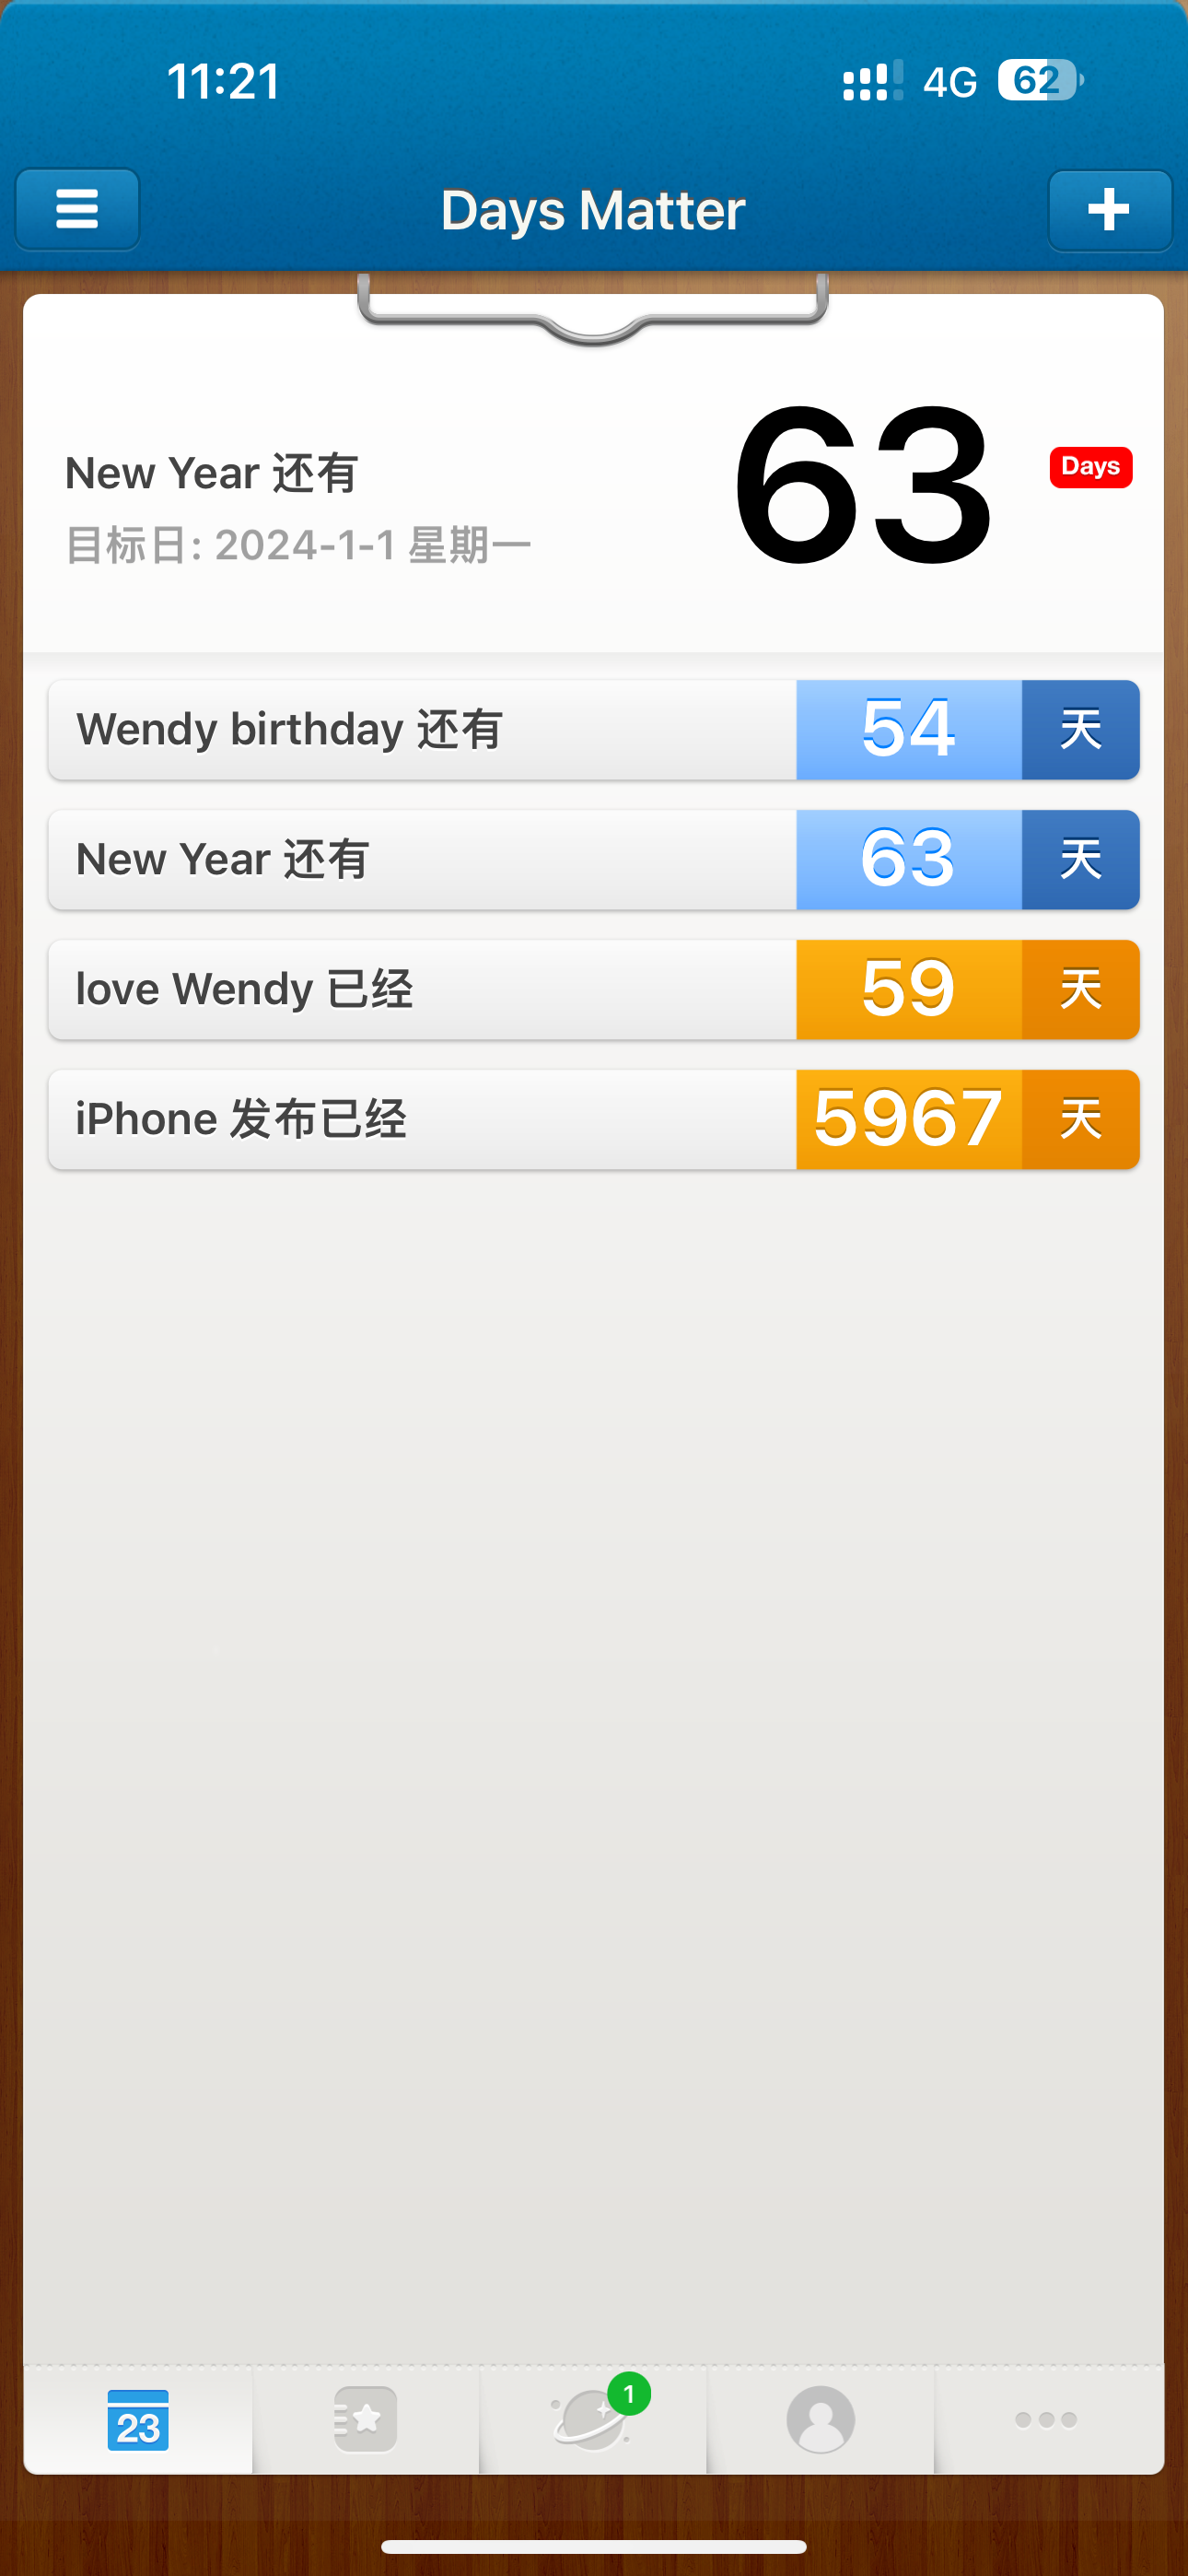 11:21 4G 62
Days Matter
New Year 还有 63 Days
目标日: 2024-1-1 星期一
Wendy birthday 还有 54 天
New Year 还有 63 天
love Wendy 已经 59 天
iPhone 发布已经 5967 天
23 1